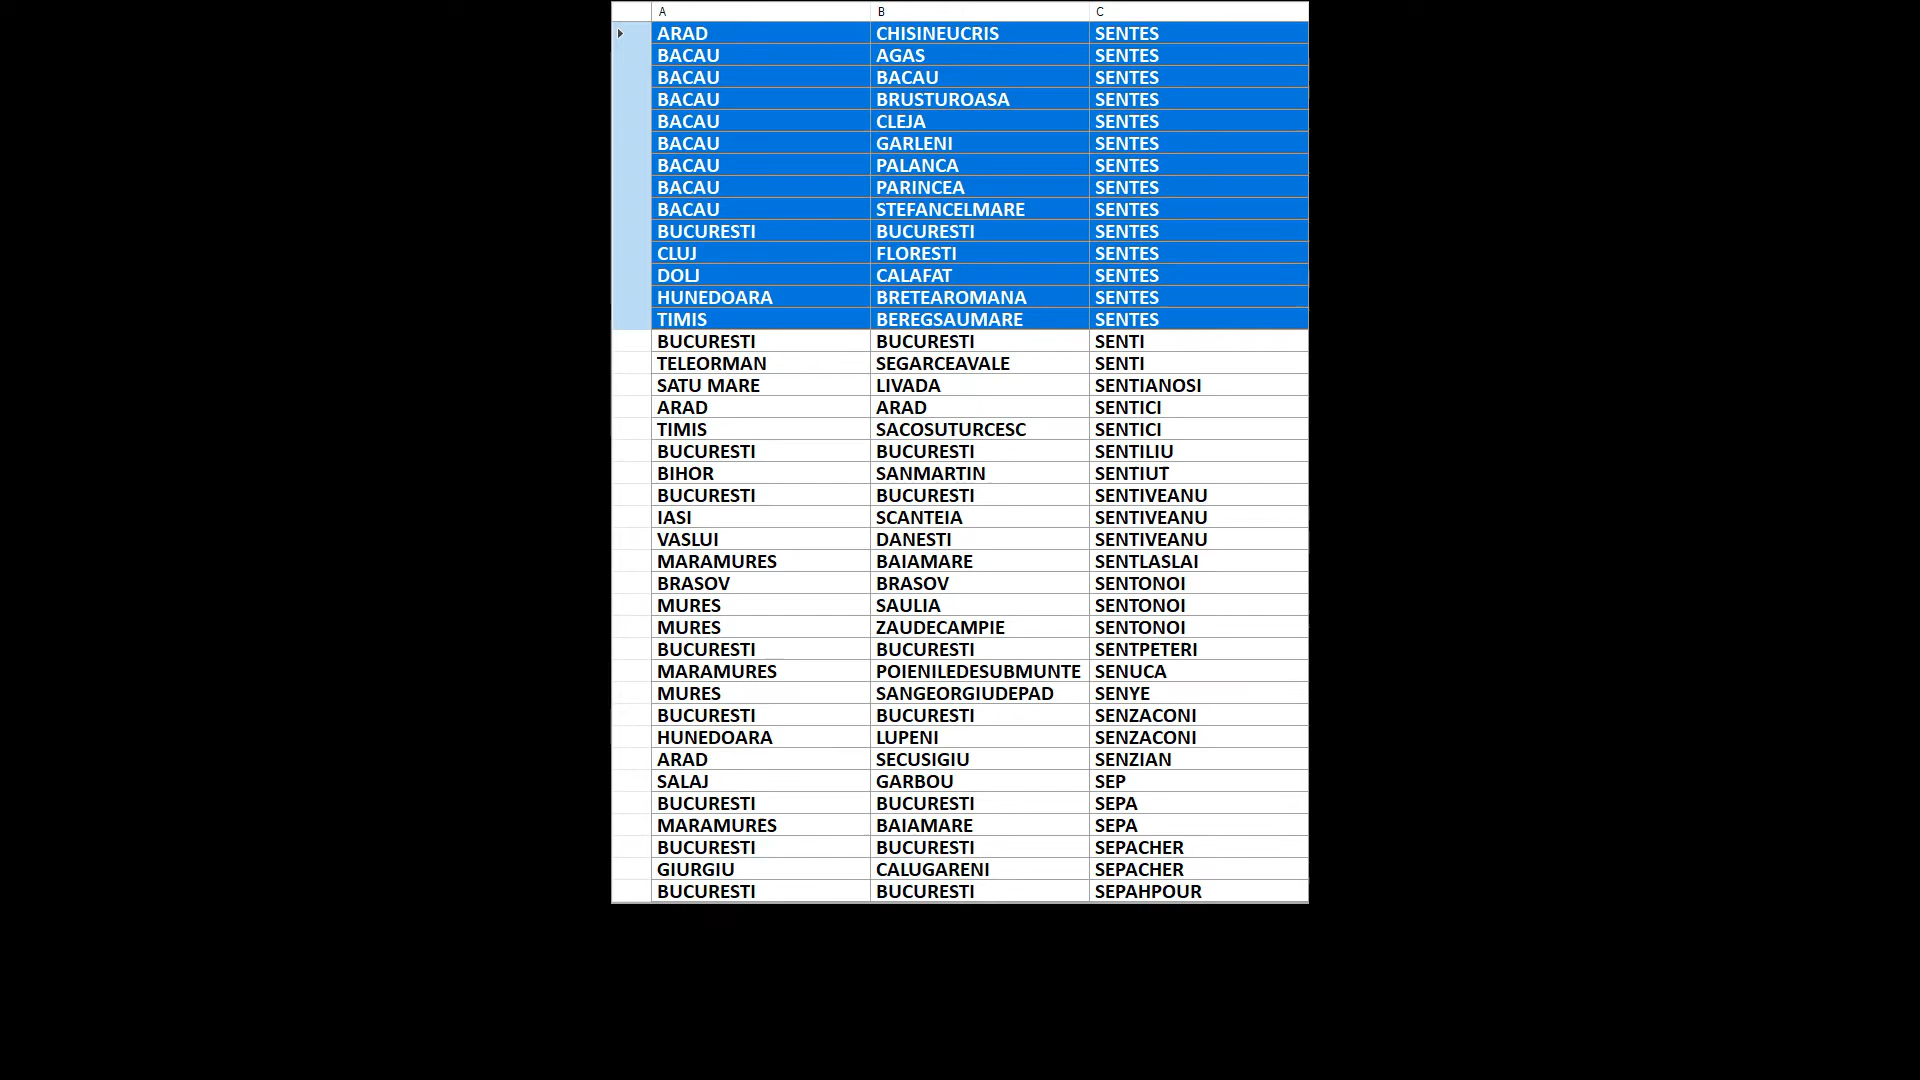 A B C
ARAD CHISINEUCRIS SENTES
BACAU AGAS SENTES
BACAU BACAU SENTES
BACAU BRUSTUROASA SENTES
BACAU CLEJA SENTES
BACAU GARLENI SENTES
BACAU PALANCA SENTES
BACAU PARINCEA SENTES
BACAU STEFANCELMARE SENTES
BUCURESTI BUCURESTI SENTES
CLUJ FLORESTI SENTES
DOLJ CALAFAT SENTES
HUNEDOARA BRETEAROMANA SENTES
TIMIS BEREGSAUMARE SENTES
BUCURESTI BUCURESTI SENTI
TELEORMAN SEGARCEAVALE SENTI
SATU MARE LIVADA SENTIANOSI
ARAD ARAD SENTICI
TIMIS SACOSUTURCESC SENTICI
BUCURESTI BUCURESTI SENTILIU
BIHOR SANMARTIN SENTIUT
BUCURESTI BUCURESTI SENTIVEANU
IASI SCANTEIA SENTIVEANU
VASLUI DANESTI SENTIVEANU
MARAMURES BAIAMARE SENTLASLAI
BRASOV BRASOV SENTONOI
MURES SAULIA SENTONOI
MURES ZAUDECAMPIE SENTONOI
BUCURESTI BUCURESTI SENTPETERI
MARAMURES POIENILEDESUBMUNTE SENUCA
MURES SANGEORGIUDEPAD SENYE
BUCURESTI BUCURESTI SENZACONI
HUNEDOARA LUPENI SENZACONI
ARAD SECUSIGIU SENZIAN
SALAJ GARBOU SEP
BUCURESTI BUCURESTI SEPA
MARAMURES BAIAMARE SEPA
BUCURESTI BUCURESTI SEPACHER
GIURGIU CALUGARENI SEPACHER
BUCURESTI BUCURESTI SEPAHPOUR